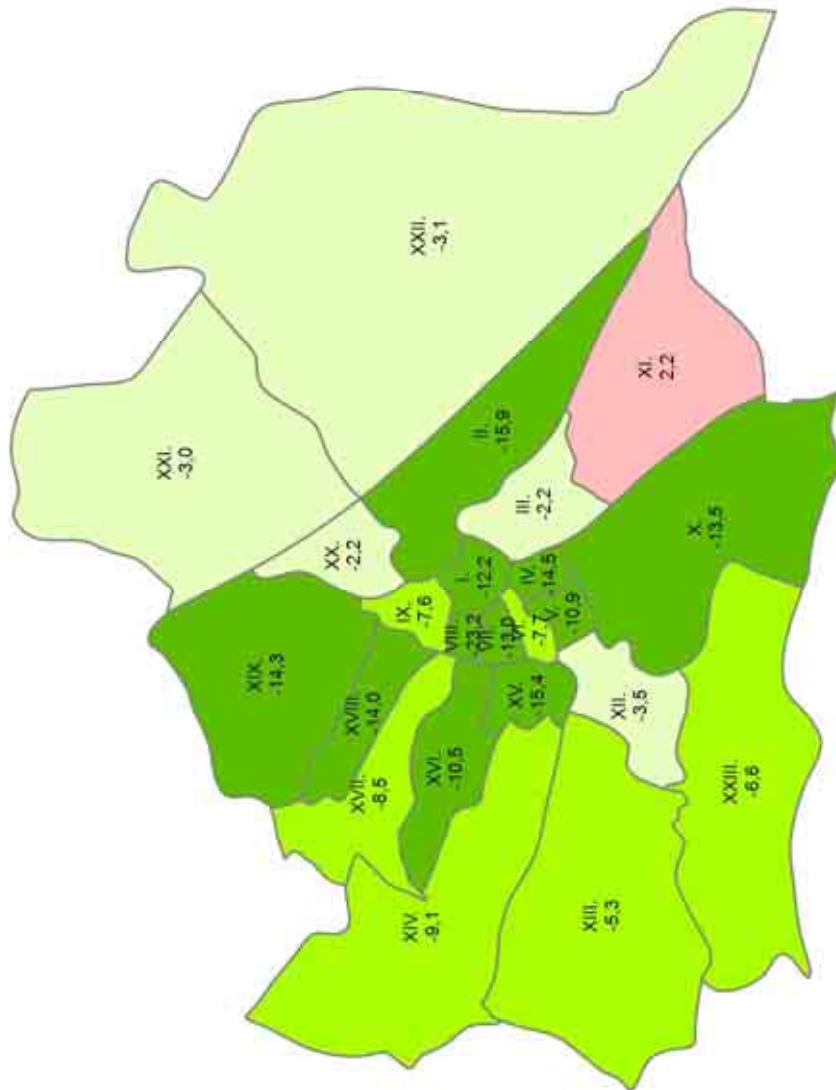 XXI.
-3,0
XXII.
-3,1
XIX.
-14,3
XX.
-2,2
II.
-15,9
XVIII.
-14,0
IX.
-7,6
XVII.
-8,5
I.
-12,2
III.
-2,2
XI.
2,2
VIII.
-23,2
VII.
-13,0
VI.
-7,7
IV.
-14,5
V.
-10,9
XVI.
-10,5
XV.
-15,4
X.
-13,5
XII.
-3,5
XIV.
-9,1
XIII.
-5,3
XXIII.
-6,6